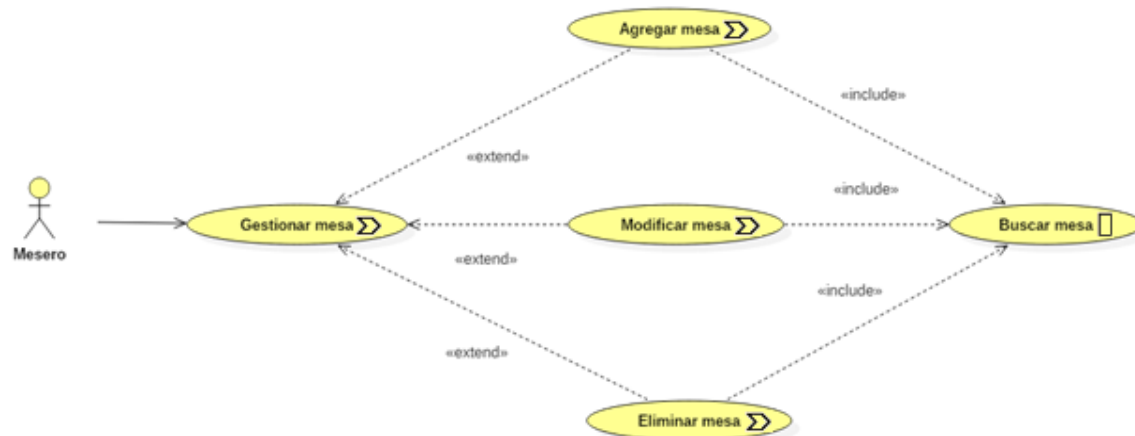 Agregar mesa
«include»
«extend»
«include»
Gestionar mesa
Modificar mesa
Buscar mesa
Mesero
«extend»
«include»
«extend»
Eliminar mesa